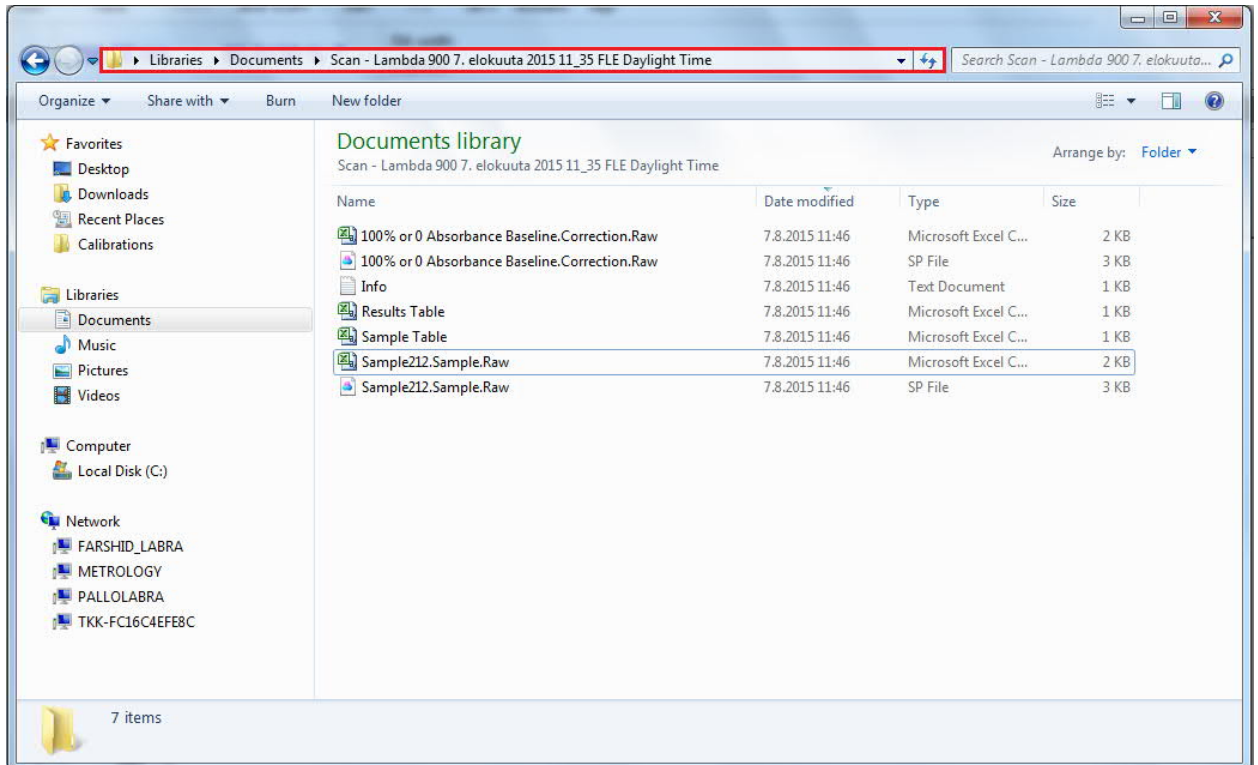 Libraries Documents Scan - Lambda 900 7. elokuuta 2015 11_35 FLE Daylight Time
Search Scan - Lambda 900 7. elokuuta...
Organize Share with Burn New folder
Favorites
Desktop
Downloads
Recent Places
Calibrations
Libraries
Documents
Music
Pictures
Videos
Computer
Local Disk (C:)
Network
FARSHID_LABRA
METROLOGY
PALLOLABRA
TKK-FC16C4EFE8C
Documents library
Scan - Lambda 900 7. elokuuta 2015 11_35 FLE Daylight Time
Arrange by: Folder
Name Date modified Type Size
100% or 0 Absorbance Baseline.Correction.Raw 7.8.2015 11:46 Microsoft Excel C... 2 KB
100% or 0 Absorbance Baseline.Correction.Raw 7.8.2015 11:46 SP File 3 KB
Info 7.8.2015 11:46 Text Document 1 KB
Results Table 7.8.2015 11:46 Microsoft Excel C... 1 KB
Sample Table 7.8.2015 11:46 Microsoft Excel C... 1 KB
Sample212.Sample.Raw 7.8.2015 11:46 Microsoft Excel C... 2 KB
Sample212.Sample.Raw 7.8.2015 11:46 SP File 3 KB
7 items